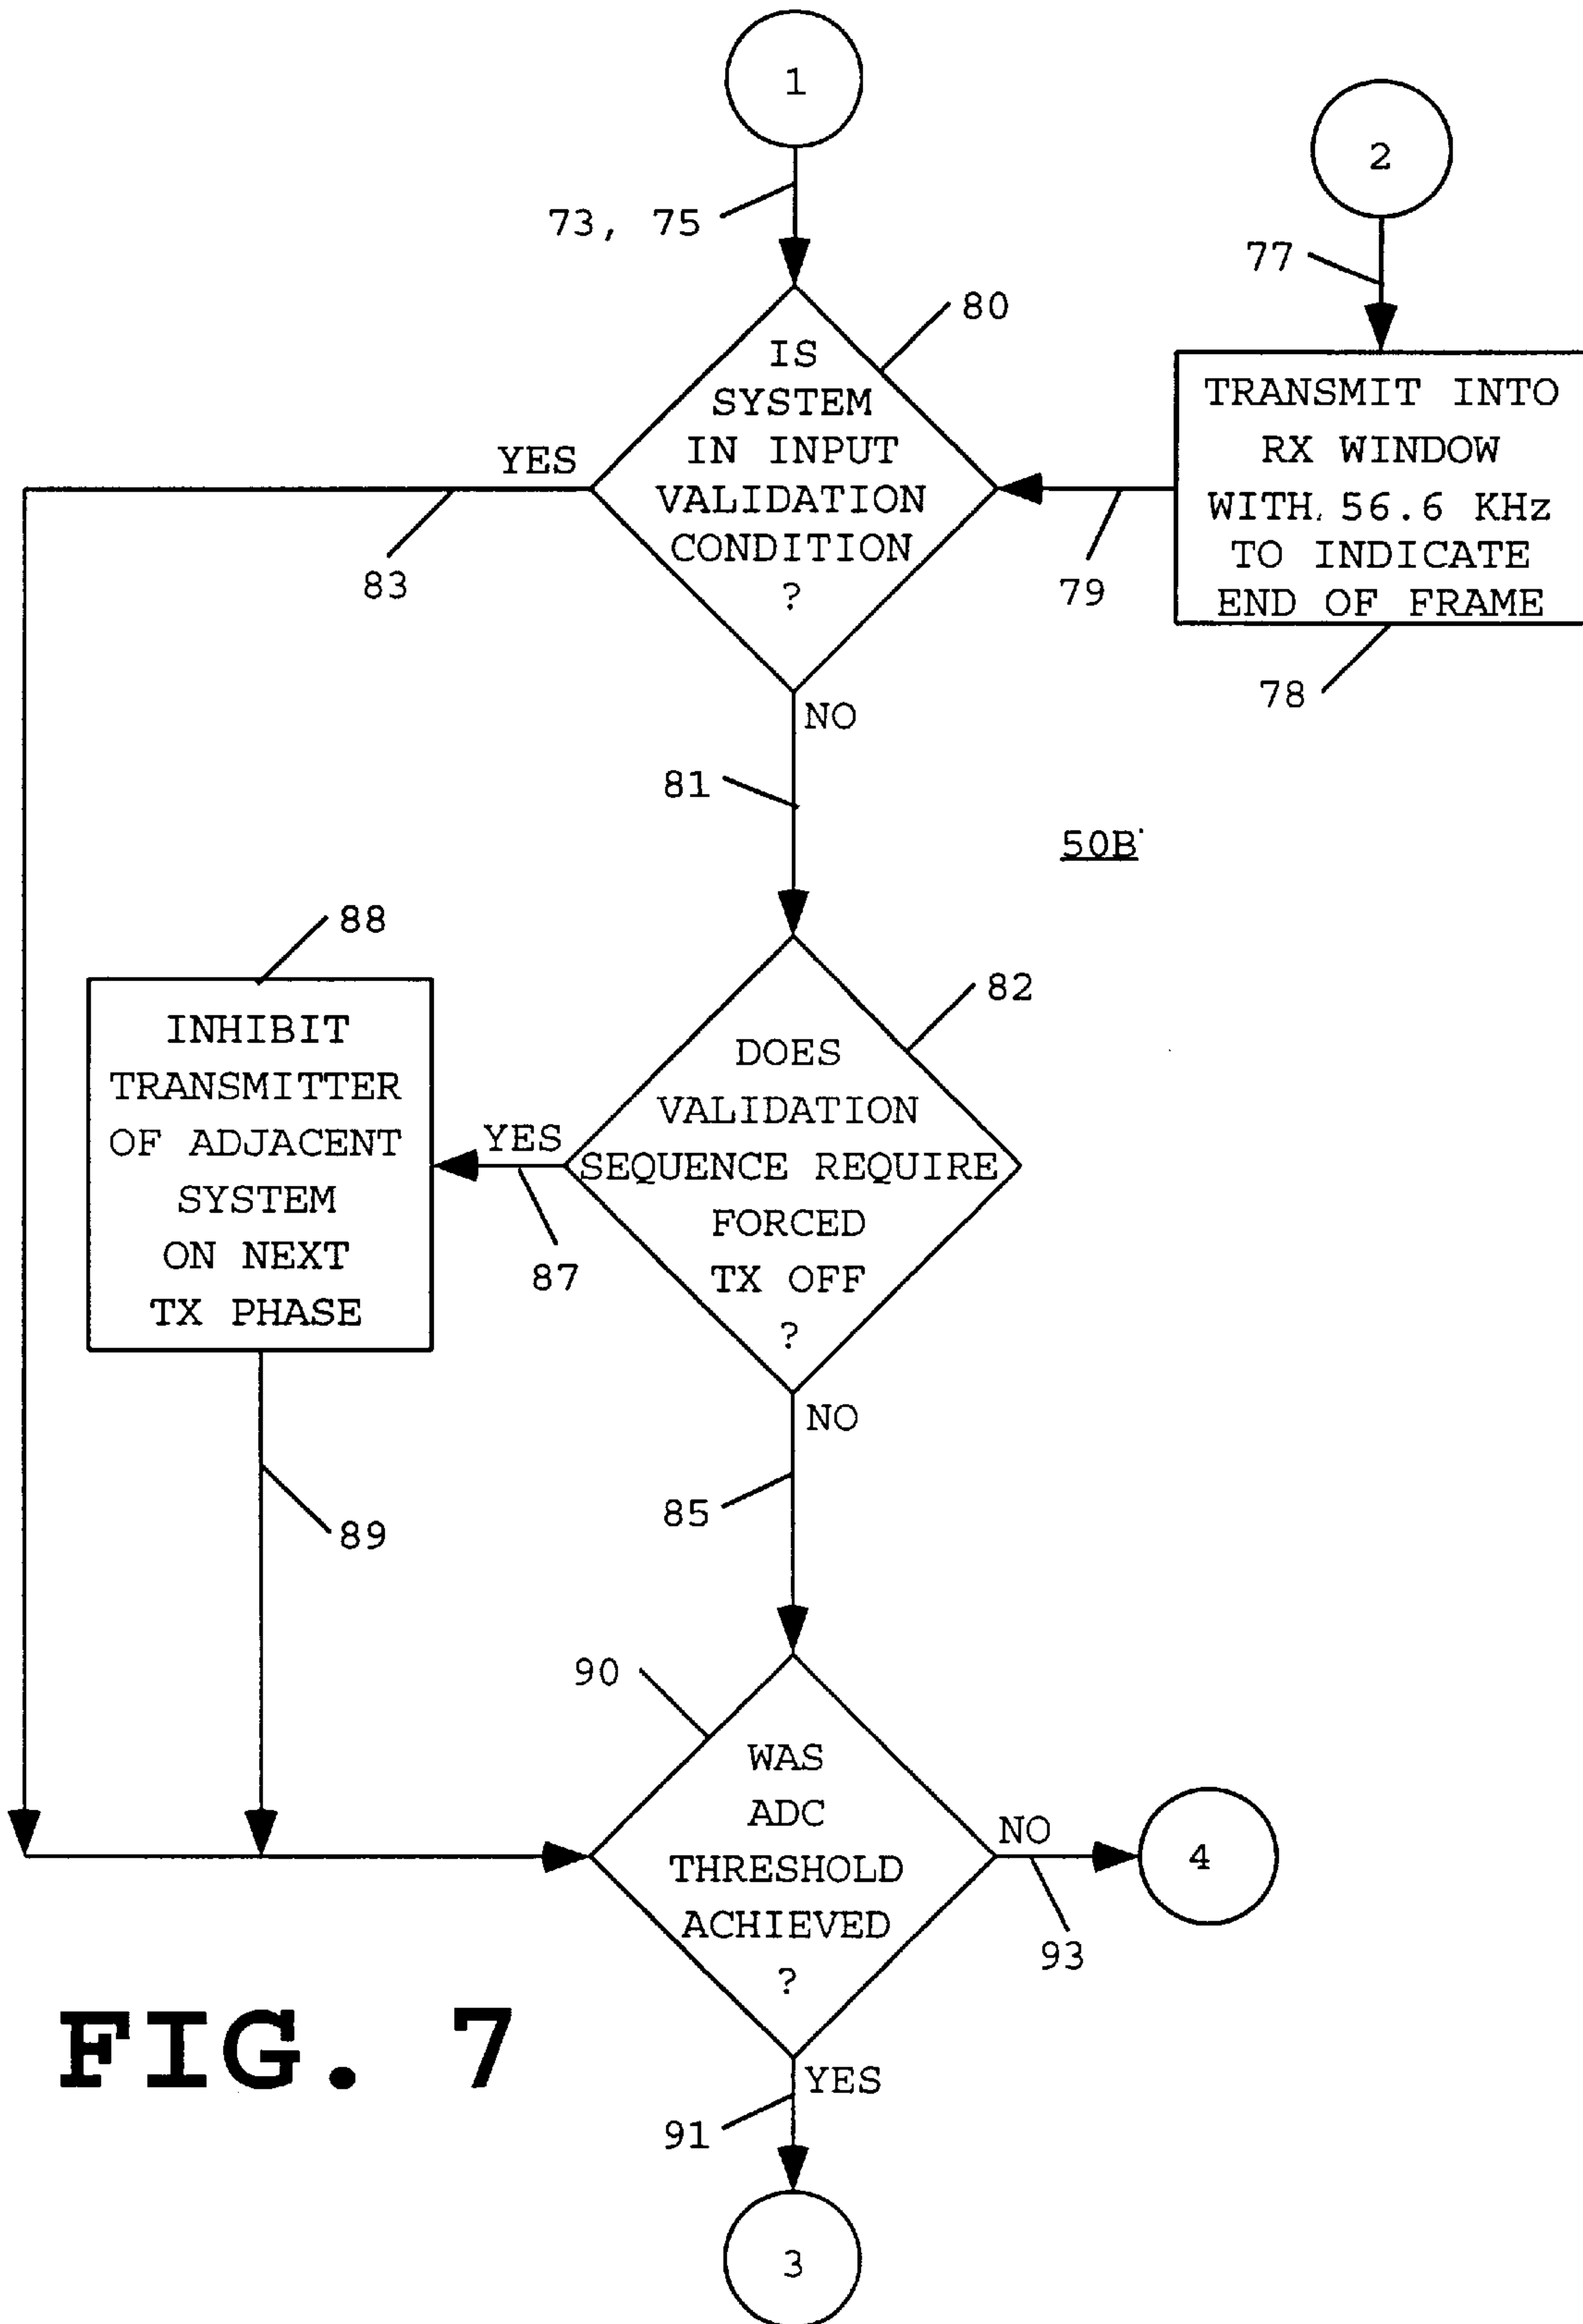 1
2
73, 75
77
80
IS
SYSTEM
IN INPUT
VALIDATION
CONDITION
?
TRANSMIT INTO
RX WINDOW
WITH 56.6 KHz
TO INDICATE
END OF FRAME
YES
83
79
78
NO
81
50B
88
82
INHIBIT
TRANSMITTER
OF ADJACENT
SYSTEM
ON NEXT
TX PHASE
YES
87
DOES
VALIDATION
SEQUENCE REQUIRE
FORCED
TX OFF
?
NO
85
89
90
WAS
ADC
THRESHOLD
ACHIEVED
?
NO
93
4
YES
91
3
FIG. 7